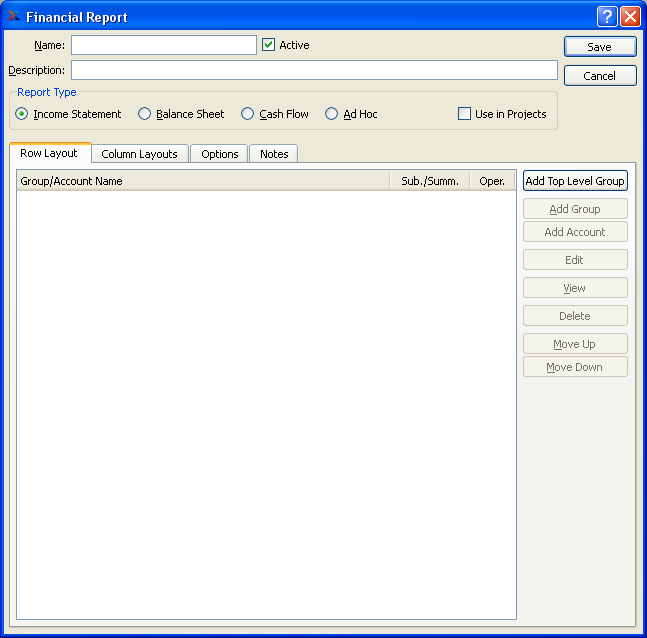 Financial Report
Name:
Active
Save
Description:
Cancel
Report Type
Income Statement
Balance Sheet
Cash Flow
Ad Hoc
Use in Projects
Row Layout
Column Layouts
Options
Notes
Group/Account Name
Sub./Summ.
Oper.
Add Top Level Group
Add Group
Add Account
Edit
View
Delete
Move Up
Move Down